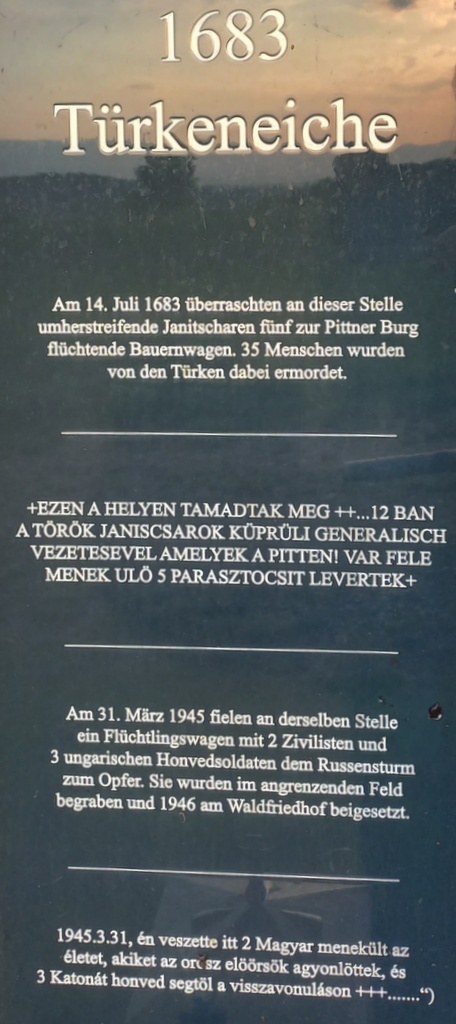 1683
Türkeneiche
Am 14. Juli 1683 überraschten an dieser Stelle
umherstreifende Janitscharen fünf zur Pittner Burg
flüchtende Bauernwagen. 35 Menschen wurden
von den Türken dabei ermordet.
+EZEN A HELYEN TAMADTAK MEG ++...12 BAN
A TÖRÖK JANISCSAROK KÜPRÜLI GENERALISCH
VEZETESEVEL AMELYEK A PITTEN! VAR FELE
MENEK ULÖ 5 PARASZTOCSIT LEVERTEK+
Am 31. März 1945 fielen an derselben Stelle
ein Flüchtlingswagen mit 2 Zivilisten und
3 ungarischen Honvedsoldaten dem Russensturm
zum Opfer. Sie wurden im angrenzenden Feld
begraben und 1946 am Waldfriedhof beigesetzt.
1945.3.31, én veszette itt 2 Magyar menekült az
életet, akiket az orosz elöörsök agyonlöttek, és
3 Katonát honved segtöl a visszavonuláson +++.......“)